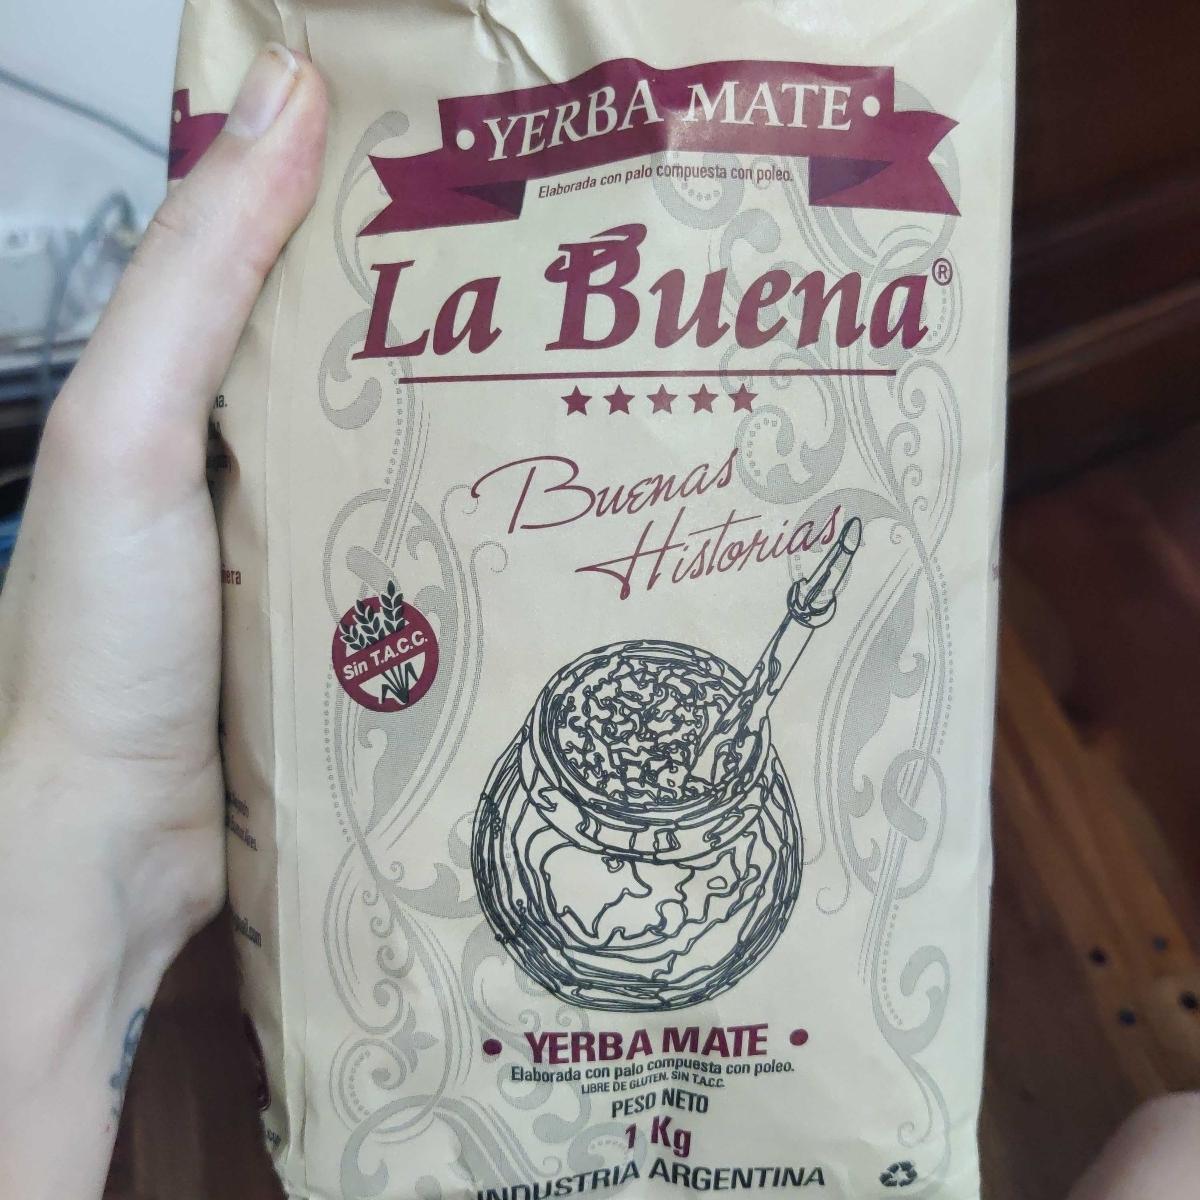 YERBA MATE
Elaborada con palo compuesta con poleo.
La Buena®
Buenas
Historias
Sin T.A.C.C.
YERBA MATE
Elaborada con palo compuesta con poleo.
LIBRE DE GLUTEN. SIN T.A.C.C.
PESO NETO
1 Kg
INDUSTRIA ARGENTINA